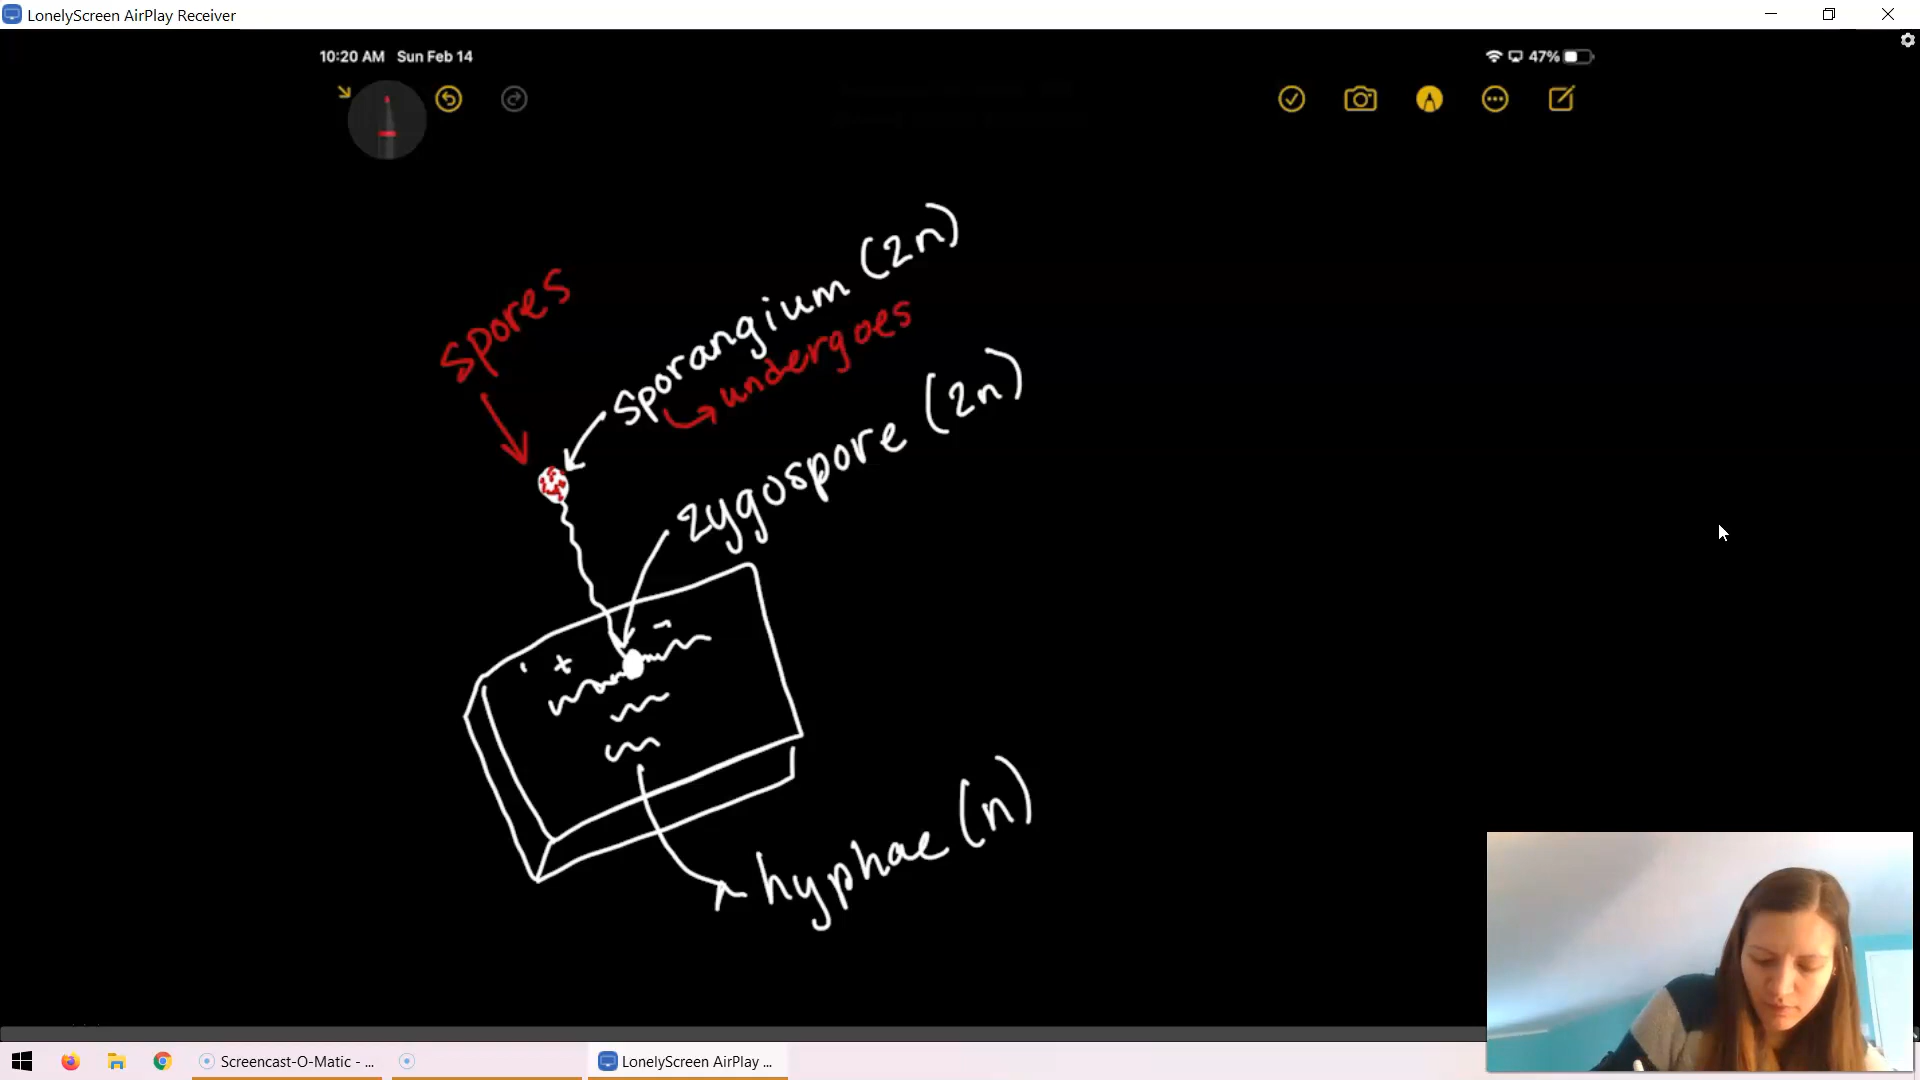 LonelyScreen AirPlay Receiver
10:20 AM Sun Feb 14
47%
sporangium (2n)
spores
undergoes
zygospore (2n)
+ -
hyphae (n)
Screencast-O-Matic - ...
LonelyScreen AirPlay ...